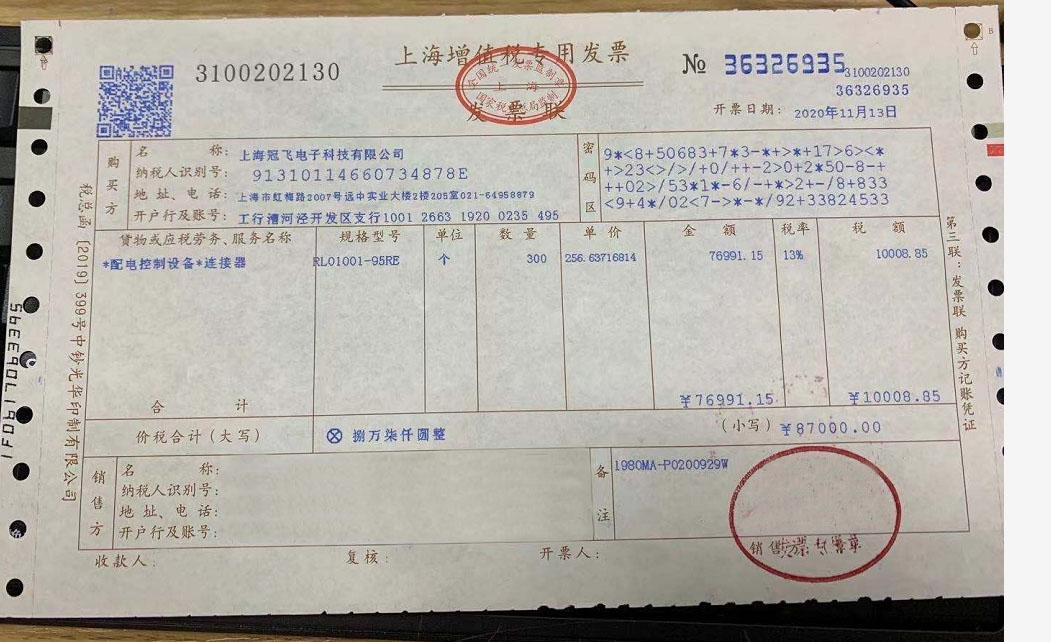 3100202130
上海增值税专用发票
全国统一发票监制章
上海
国家税务总局监制
发票联
№ 36326935
3100202130
36326935
开票日期: 2020年11月13日
购买方
名称: 上海冠飞电子科技有限公司
纳税人识别号: 91310114660734878E
地址、电话: 上海市虹梅路2007号远中实业大楼2楼205室021-64958879
开户行及账号: 工行漕河泾开发区支行1001 2663 1920 0235 495
密码区
9*<8+50683+7*3-*+>*+17>6><*
+>23<>/>/+0/++-2>0+2*50-8-+
++02>/53*1*-6/-+*>2+-/8+833
<9+4*/02<7->*-*/92+33824533
货物或应税劳务、服务名称 规格型号 单位 数量 单价 金额 税率 税额
*配电控制设备*连接器 RL01001-95RE 个 300 256.63716814 76991.15 13% 10008.85
合计 ¥76991.15 ¥10008.85
价税合计(大写) ⊗ 捌万柒仟圆整 (小写) ¥87000.00
销售方
名称:
纳税人识别号:
地址、电话:
开户行及账号:
备注
1980MA-P0200929W
收款人: 复核: 开票人: 销售
税总函[2019]399号中钞光华印制有限公司
第三联:发票联 购买方记账凭证